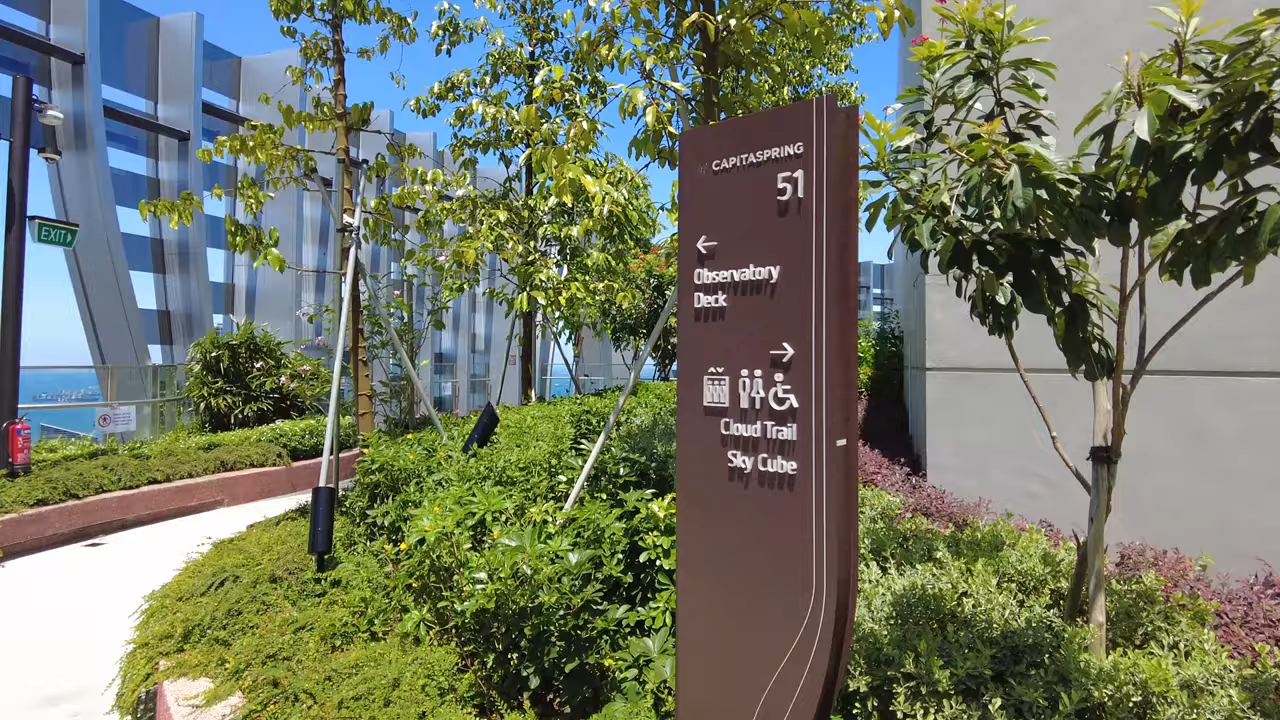 EXIT
CAPITASPRING
51
Observatory
Deck
Cloud Trail
Sky Cube